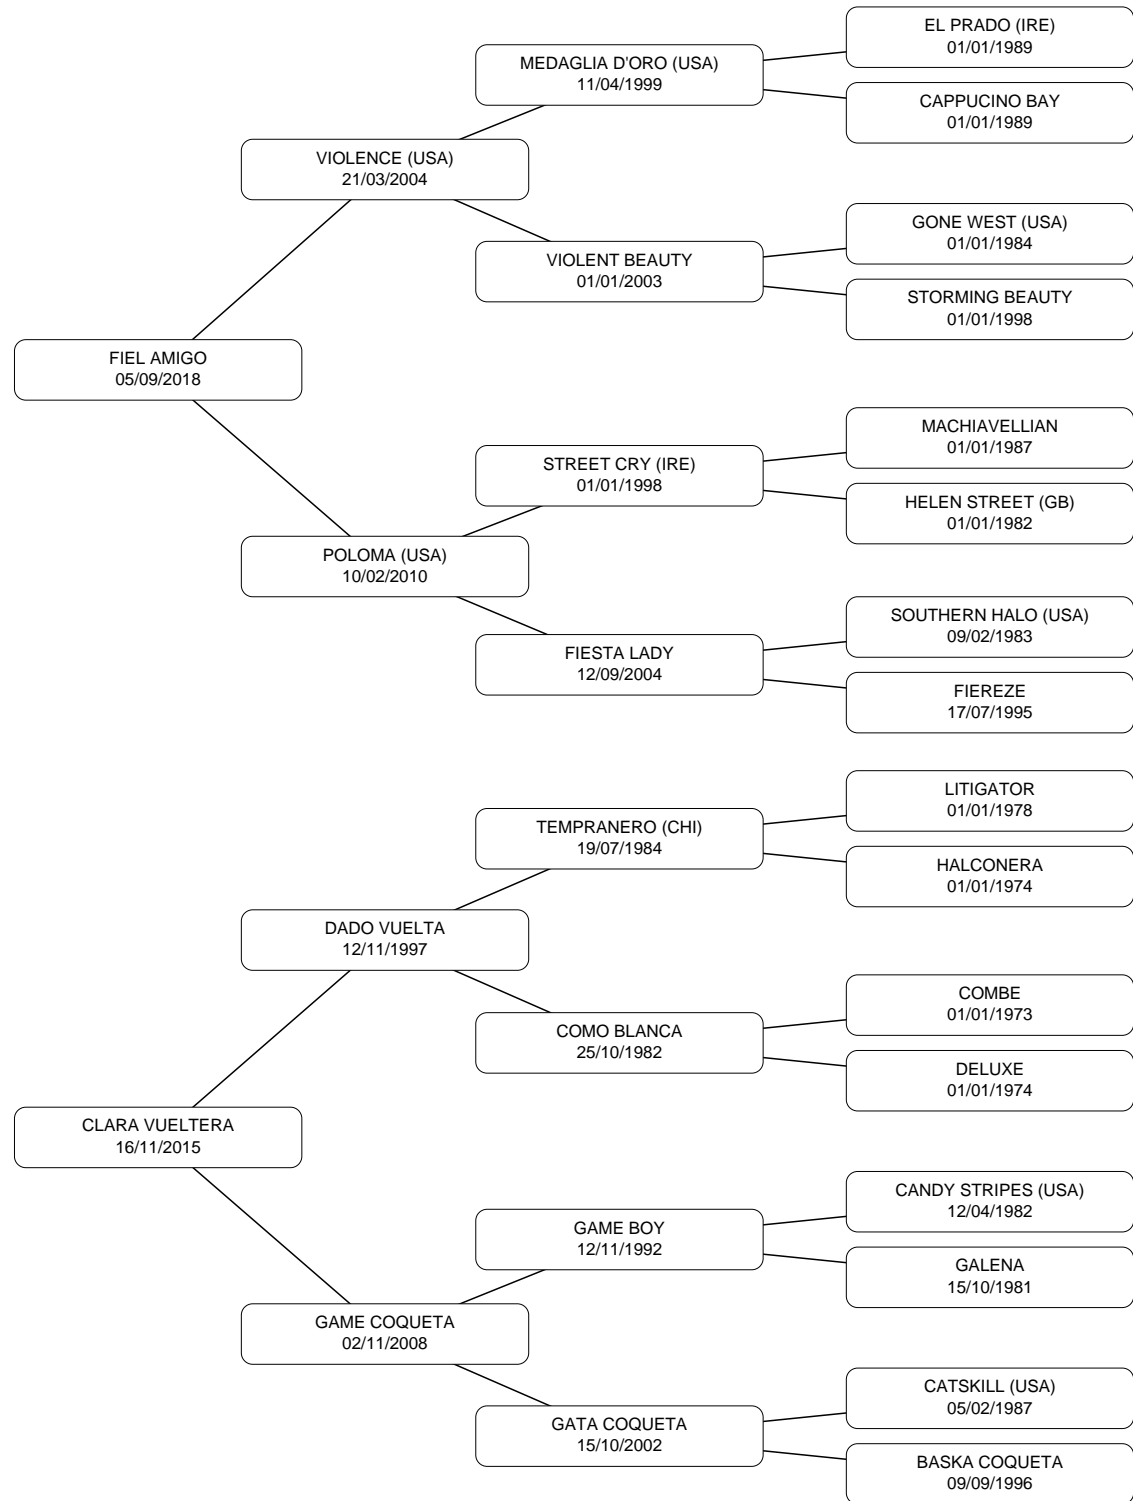 EL PRADO (IRE)
01/01/1989
MEDAGLIA D'ORO (USA)
11/04/1999
CAPPUCINO BAY
01/01/1989
VIOLENCE (USA)
21/03/2004
GONE WEST (USA)
01/01/1984
VIOLENT BEAUTY
01/01/2003
STORMING BEAUTY
01/01/1998
FIEL AMIGO
05/09/2018
MACHIAVELLIAN
01/01/1987
STREET CRY (IRE)
01/01/1998
HELEN STREET (GB)
01/01/1982
POLOMA (USA)
10/02/2010
SOUTHERN HALO (USA)
09/02/1983
FIESTA LADY
12/09/2004
FIEREZE
17/07/1995
LITIGATOR
01/01/1978
TEMPRANERO (CHI)
19/07/1984
HALCONERA
01/01/1974
DADO VUELTA
12/11/1997
COMBE
01/01/1973
COMO BLANCA
25/10/1982
DELUXE
01/01/1974
CLARA VUELTERA
16/11/2015
CANDY STRIPES (USA)
12/04/1982
GAME BOY
12/11/1992
GALENA
15/10/1981
GAME COQUETA
02/11/2008
CATSKILL (USA)
05/02/1987
GATA COQUETA
15/10/2002
BASKA COQUETA
09/09/1996